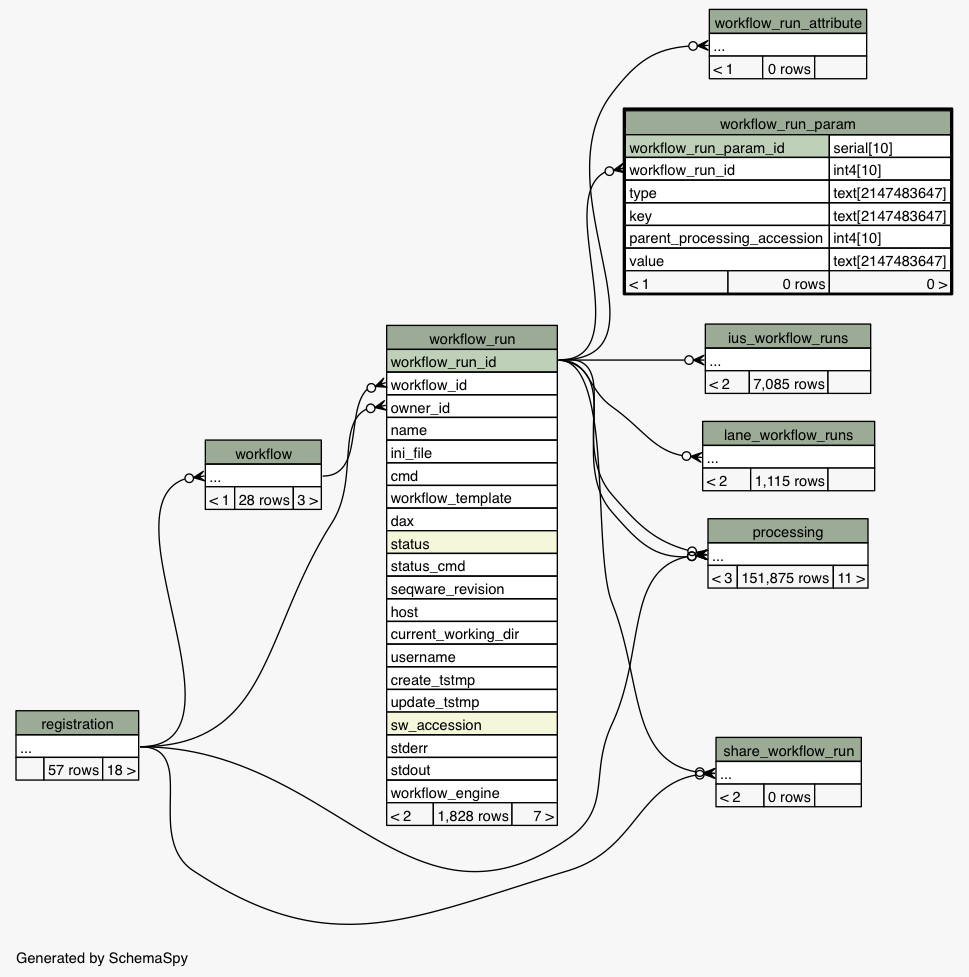 workflow_run_attribute
...
< 1 0 rows
workflow_run_param
workflow_run_param_id serial[10]
workflow_run_id int4[10]
type text[2147483647]
key text[2147483647]
parent_processing_accession int4[10]
value text[2147483647]
< 1 0 rows 0 >
workflow_run
workflow_run_id
workflow_id
owner_id
name
ini_file
cmd
workflow_template
dax
status
status_cmd
seqware_revision
host
current_working_dir
username
create_tstmp
update_tstmp
sw_accession
stderr
stdout
workflow_engine
< 2 1,828 rows 7 >
ius_workflow_runs
...
< 2 7,085 rows
lane_workflow_runs
...
< 2 1,115 rows
workflow
...
< 1 28 rows 3 >
processing
...
< 3 151,875 rows 11 >
registration
...
57 rows 18 >
share_workflow_run
...
< 2 0 rows
Generated by SchemaSpy